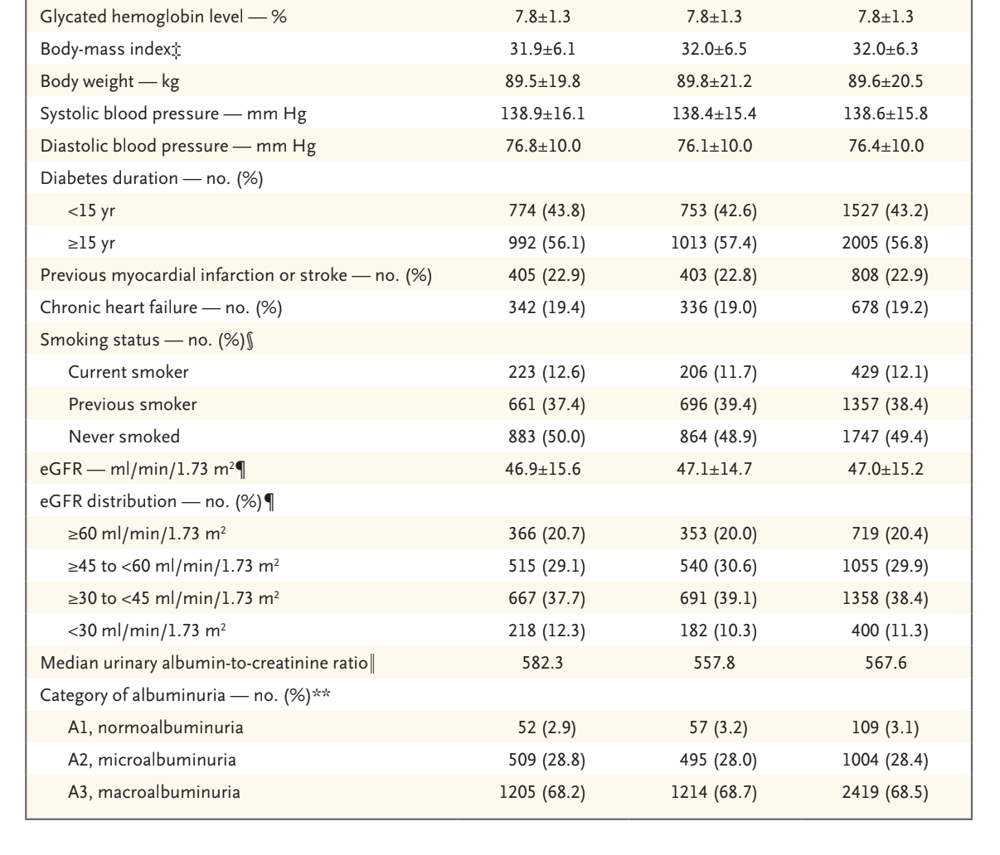 Glycated hemoglobin level — % 7.8±1.3 7.8±1.3 7.8±1.3
Body-mass index‡ 31.9±6.1 32.0±6.5 32.0±6.3
Body weight — kg 89.5±19.8 89.8±21.2 89.6±20.5
Systolic blood pressure — mm Hg 138.9±16.1 138.4±15.4 138.6±15.8
Diastolic blood pressure — mm Hg 76.8±10.0 76.1±10.0 76.4±10.0
Diabetes duration — no. (%)
<15 yr 774 (43.8) 753 (42.6) 1527 (43.2)
≥15 yr 992 (56.1) 1013 (57.4) 2005 (56.8)
Previous myocardial infarction or stroke — no. (%) 405 (22.9) 403 (22.8) 808 (22.9)
Chronic heart failure — no. (%) 342 (19.4) 336 (19.0) 678 (19.2)
Smoking status — no. (%)§
Current smoker 223 (12.6) 206 (11.7) 429 (12.1)
Previous smoker 661 (37.4) 696 (39.4) 1357 (38.4)
Never smoked 883 (50.0) 864 (48.9) 1747 (49.4)
eGFR — ml/min/1.73 m²¶ 46.9±15.6 47.1±14.7 47.0±15.2
eGFR distribution — no. (%)¶
≥60 ml/min/1.73 m² 366 (20.7) 353 (20.0) 719 (20.4)
≥45 to <60 ml/min/1.73 m² 515 (29.1) 540 (30.6) 1055 (29.9)
≥30 to <45 ml/min/1.73 m² 667 (37.7) 691 (39.1) 1358 (38.4)
<30 ml/min/1.73 m² 218 (12.3) 182 (10.3) 400 (11.3)
Median urinary albumin-to-creatinine ratio‖ 582.3 557.8 567.6
Category of albuminuria — no. (%)**
A1, normoalbuminuria 52 (2.9) 57 (3.2) 109 (3.1)
A2, microalbuminuria 509 (28.8) 495 (28.0) 1004 (28.4)
A3, macroalbuminuria 1205 (68.2) 1214 (68.7) 2419 (68.5)